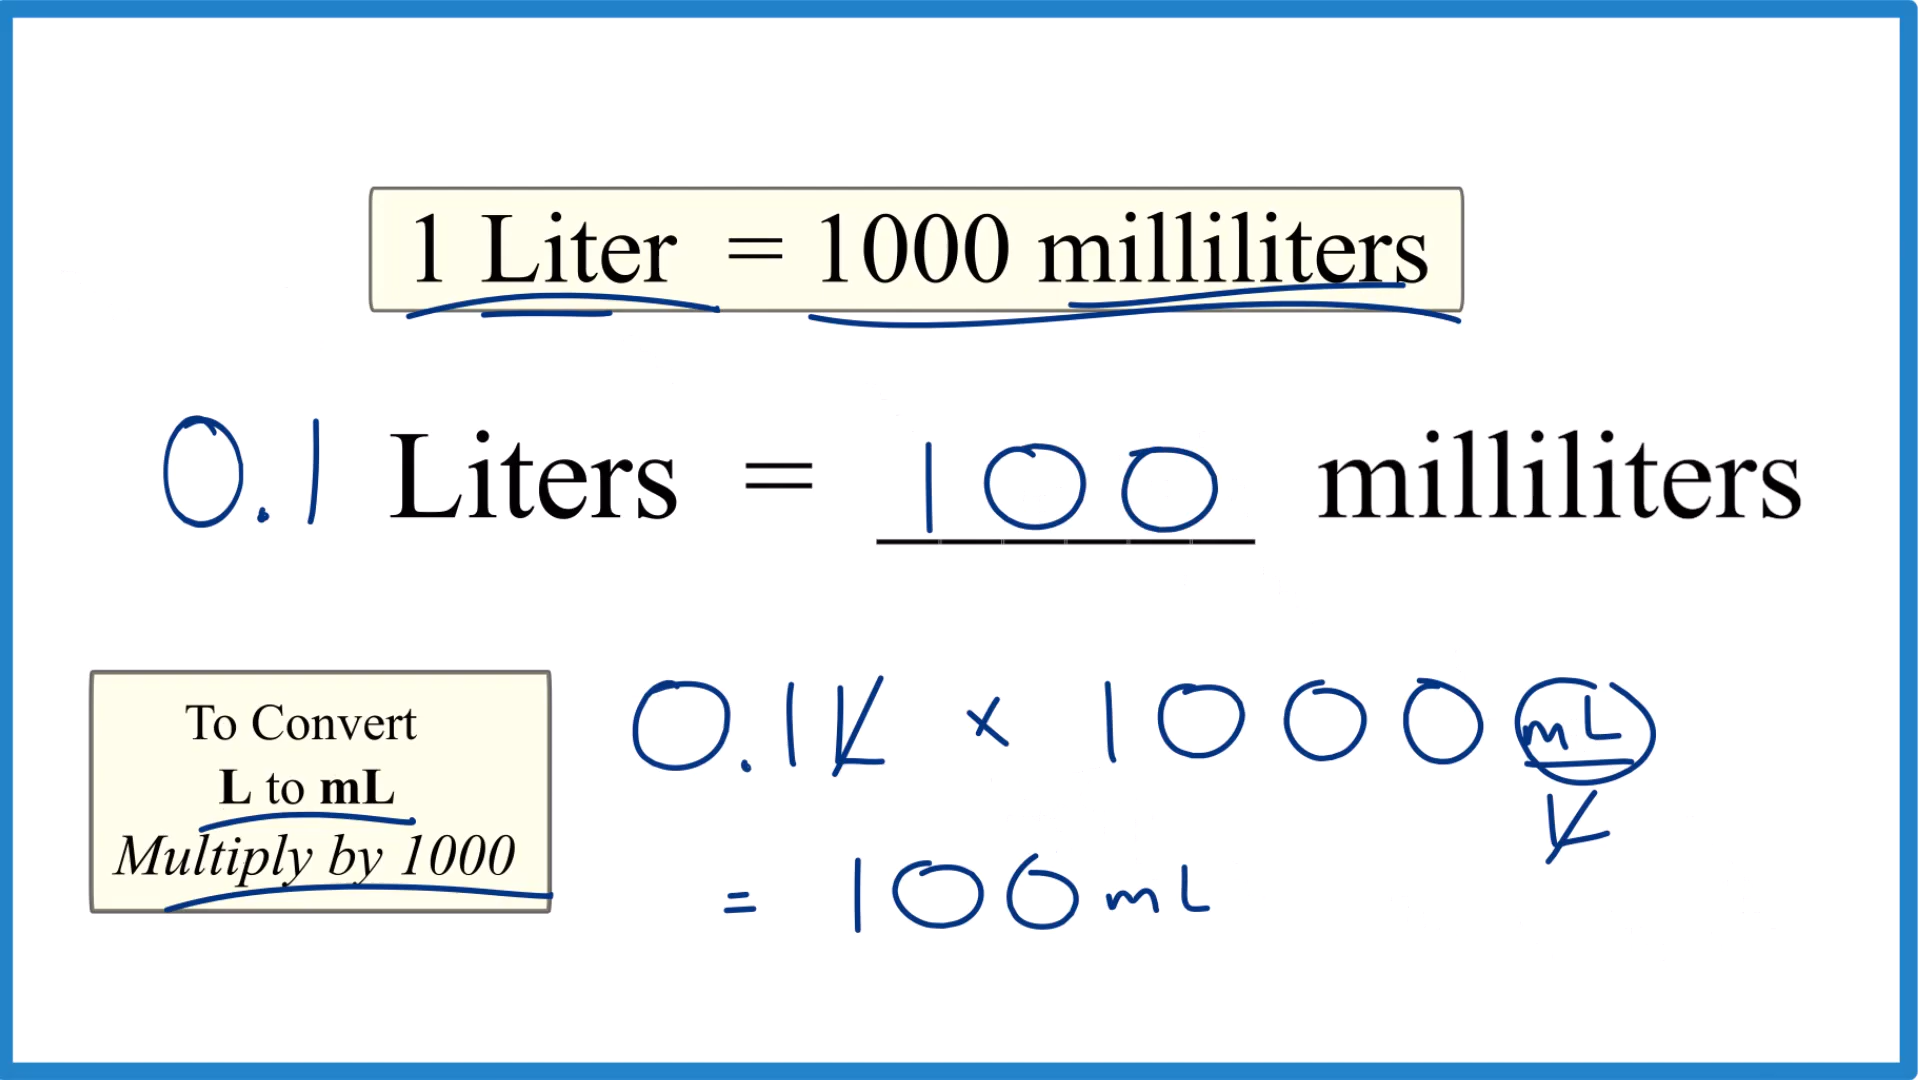 1 Liter = 1000 milliliters
0.1 Liters = 100 milliliters
To Convert
L to mL
Multiply by 1000
0.1L × 1000 mL
L
= 100 mL